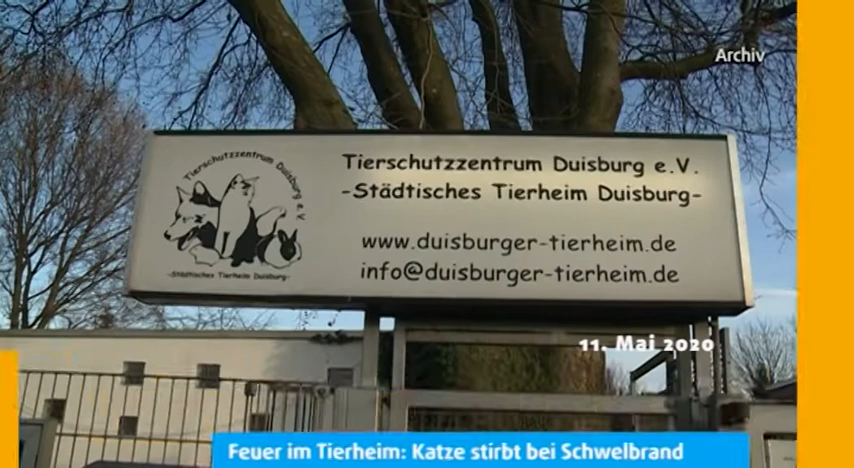 Archiv
Tierschutzzentrum Duisburg e.V.
Tierschutzzentrum Duisburg e.V.
-Städtisches Tierheim Duisburg-
www.duisburger-tierheim.de
info@duisburger-tierheim.de
-Städtisches Tierheim Duisburg-
11. Mai 2020
Feuer im Tierheim: Katze stirbt bei Schwelbrand